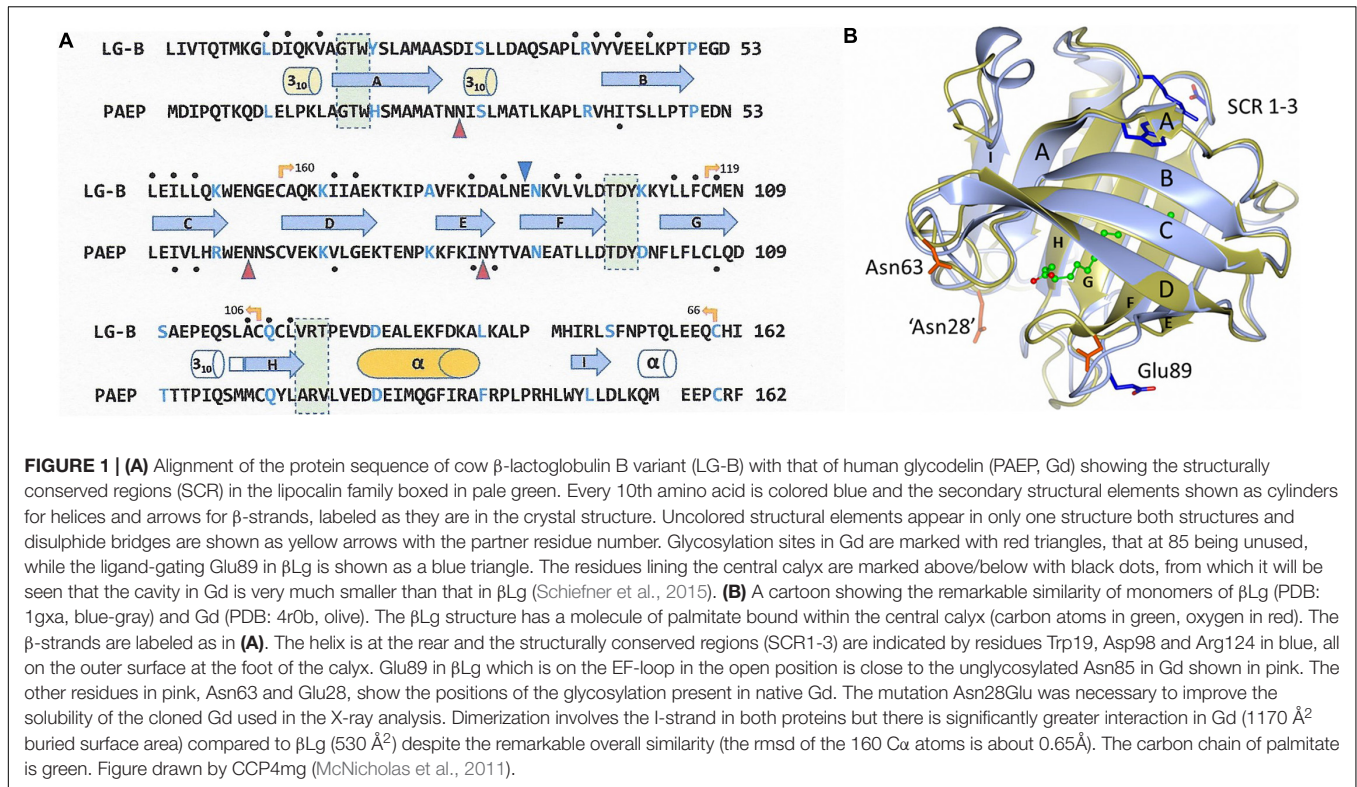 A
LG-B LIVTQTMKGLDIQKVAGTWYSLAMAASDISLLDAQSAPLRVYVEELKPTPEGD 53
3₁₀ A 3₁₀ B
PAEP MDIPQTKQDLELPKLAGTWHSMAMATNNISLMATLKAPLRVHITSLLPTPEDN 53
160 119
LG-B LEILLQKWENGECAQKKIIAEKTKIPAVFKIDALNENKVLVLDTDYKKYLLFCMEN 109
C D E F G
PAEP LEIVLHRWENNSCVEKKVLGEKTENPKKFKINYTVANEATLLDTDYDNFLFLCLQD 109
106 66
LG-B SAEPEQSLACQCLVRTPEVDDEALEKFDKALKALP MHIRLSFNPTQLEEQCHI 162
3₁₀ H α I α
PAEP TTTPIQSMMCQYLARVLVEDDEIMQGFIRAFRPLPRHLWYLLDLKQM EEPCRF 162
B
SCR 1-3
A
I A
B
C
H
Asn63
G
D
F
'Asn28' E
Glu89
FIGURE 1 | (A) Alignment of the protein sequence of cow β-lactoglobulin B variant (LG-B) with that of human glycodelin (PAEP, Gd) showing the structurally
conserved regions (SCR) in the lipocalin family boxed in pale green. Every 10th amino acid is colored blue and the secondary structural elements shown as cylinders
for helices and arrows for β-strands, labeled as they are in the crystal structure. Uncolored structural elements appear in only one structure both structures and
disulphide bridges are shown as yellow arrows with the partner residue number. Glycosylation sites in Gd are marked with red triangles, that at 85 being unused,
while the ligand-gating Glu89 in βLg is shown as a blue triangle. The residues lining the central calyx are marked above/below with black dots, from which it will be
seen that the cavity in Gd is very much smaller than that in βLg (Schiefner et al., 2015). (B) A cartoon showing the remarkable similarity of monomers of βLg (PDB:
1gxa, blue-gray) and Gd (PDB: 4r0b, olive). The βLg structure has a molecule of palmitate bound within the central calyx (carbon atoms in green, oxygen in red). The
β-strands are labeled as in (A). The helix is at the rear and the structurally conserved regions (SCR1-3) are indicated by residues Trp19, Asp98 and Arg124 in blue, all
on the outer surface at the foot of the calyx. Glu89 in βLg which is on the EF-loop in the open position is close to the unglycosylated Asn85 in Gd shown in pink. The
other residues in pink, Asn63 and Glu28, show the positions of the glycosylation present in native Gd. The mutation Asn28Glu was necessary to improve the
solubility of the cloned Gd used in the X-ray analysis. Dimerization involves the I-strand in both proteins but there is significantly greater interaction in Gd (1170 Å²
buried surface area) compared to βLg (530 Å²) despite the remarkable overall similarity (the rmsd of the 160 Cα atoms is about 0.65Å). The carbon chain of palmitate
is green. Figure drawn by CCP4mg (McNicholas et al., 2011).